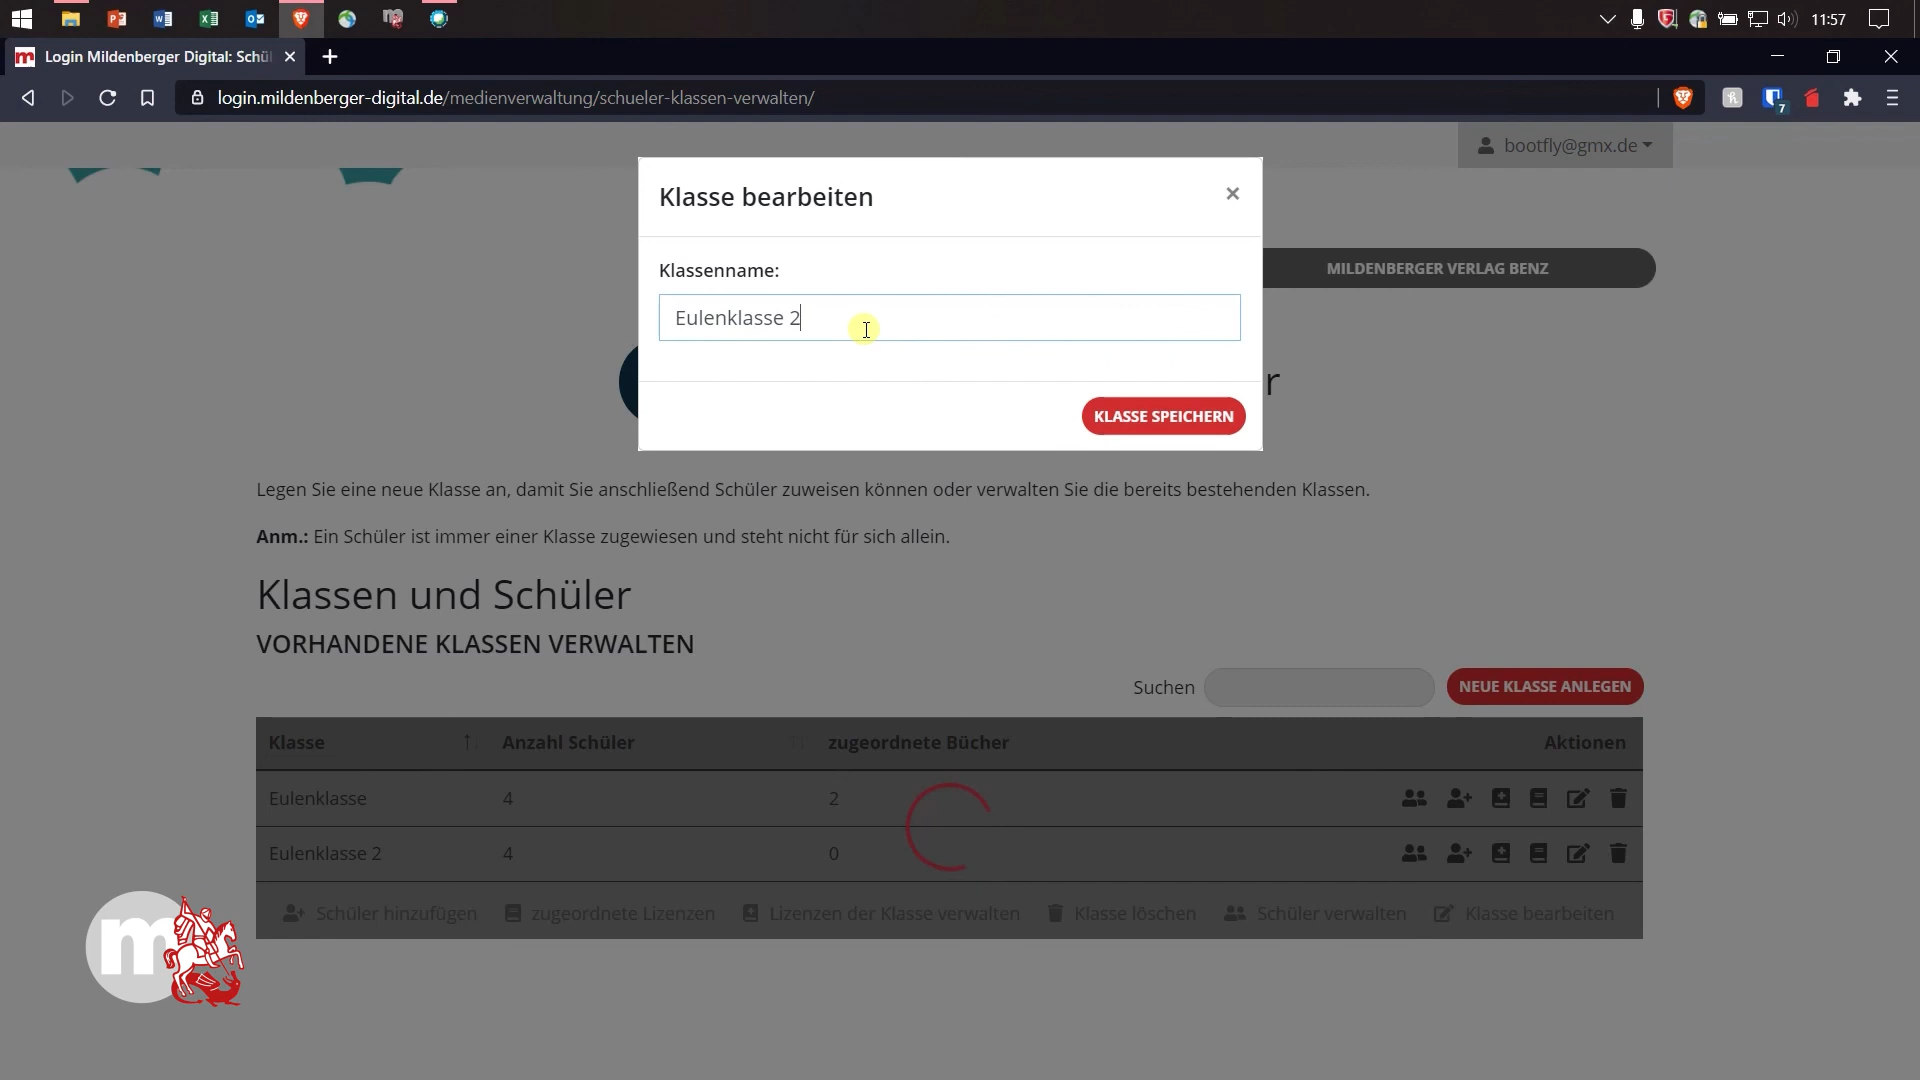 11:57
Login Mildenberger Digital: Schül
login.mildenberger-digital.de/medienverwaltung/schueler-klassen-verwalten/
7
bootfly@gmx.de
Klasse bearbeiten
×
MILDENBERGER VERLAG BENZ
Klassenname:
Eulenklasse 2
r
KLASSE SPEICHERN
Legen Sie eine neue Klasse an, damit Sie anschließend Schüler zuweisen können oder verwalten Sie die bereits bestehenden Klassen.
Anm.: Ein Schüler ist immer einer Klasse zugewiesen und steht nicht für sich allein.
Klassen und Schüler
VORHANDENE KLASSEN VERWALTEN
Suchen NEUE KLASSE ANLEGEN
Klasse Anzahl Schüler zugeordnete Bücher Aktionen
Eulenklasse 4 2
Eulenklasse 2 4 0
Schüler hinzufügen zugeordnete Lizenzen Lizenzen der Klasse verwalten Klasse löschen Schüler verwalten Klasse bearbeiten
m